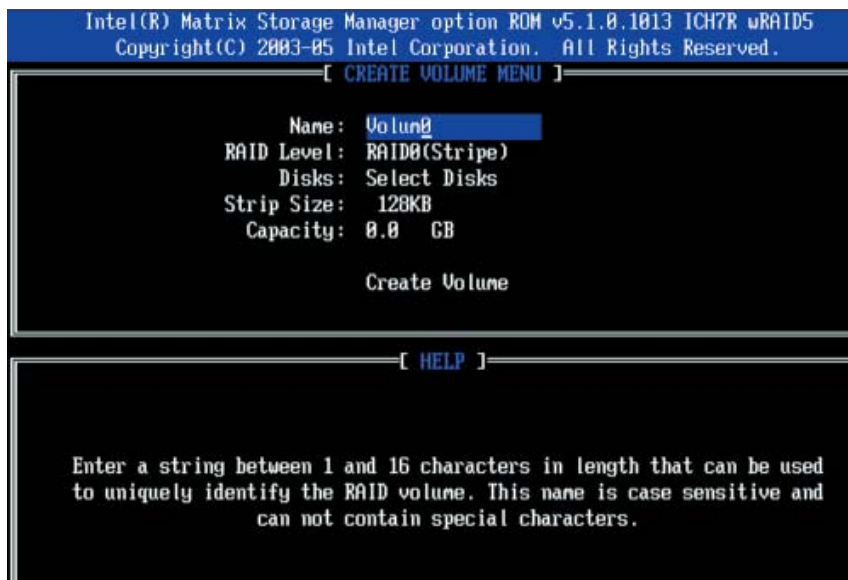 Intel(R) Matrix Storage Manager option ROM v5.1.0.1013 ICH7R wRAID5
Copyright(C) 2003-05 Intel Corporation. All Rights Reserved.
[ CREATE VOLUME MENU ]
Name: Volum0
RAID Level: RAID0(Stripe)
Disks: Select Disks
Strip Size: 128KB
Capacity: 0.0 GB
Create Volume
[ HELP ]
Enter a string between 1 and 16 characters in length that can be used
to uniquely identify the RAID volume. This name is case sensitive and
can not contain special characters.